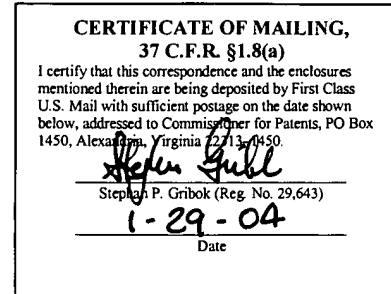 CERTIFICATE OF MAILING,
37 C.F.R. §1.8(a)
I certify that this correspondence and the enclosures
mentioned therein are being deposited by First Class
U.S. Mail with sufficient postage on the date shown
below, addressed to Commissioner for Patents, PO Box
1450, Alexandria, Virginia 22313-1450.
Stephan P. Gribok (Reg. No. 29,643)
1-29-04
Date